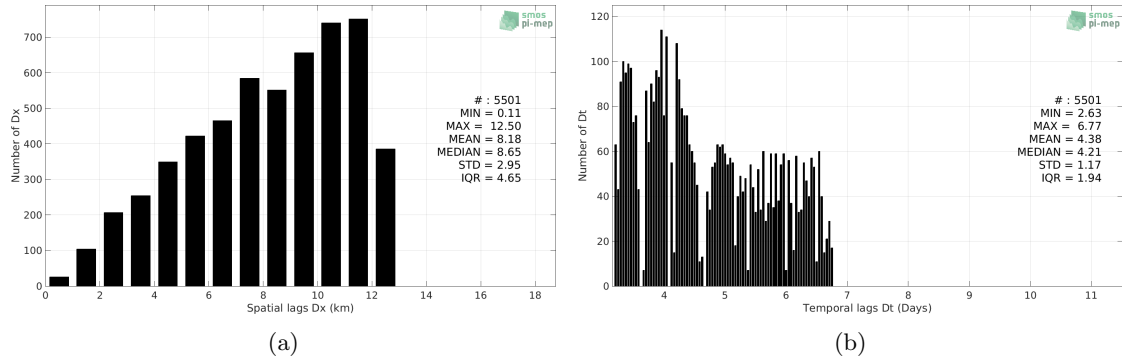 smos
pi-mep
700
600
500
400
300
200
100
0
Number of Dx
# : 5501
MIN = 0.11
MAX = 12.50
MEAN = 8.18
MEDIAN = 8.65
STD = 2.95
IQR = 4.65
0 2 4 6 8 10 12 14 16 18
Spatial lags Dx (km)
(a)
smos
pi-mep
120
100
80
60
40
20
0
Number of Dt
# : 5501
MIN = 2.63
MAX = 6.77
MEAN = 4.38
MEDIAN = 4.21
STD = 1.17
IQR = 1.94
4 5 6 7 8 9 10 11
Temporal lags Dt (Days)
(b)